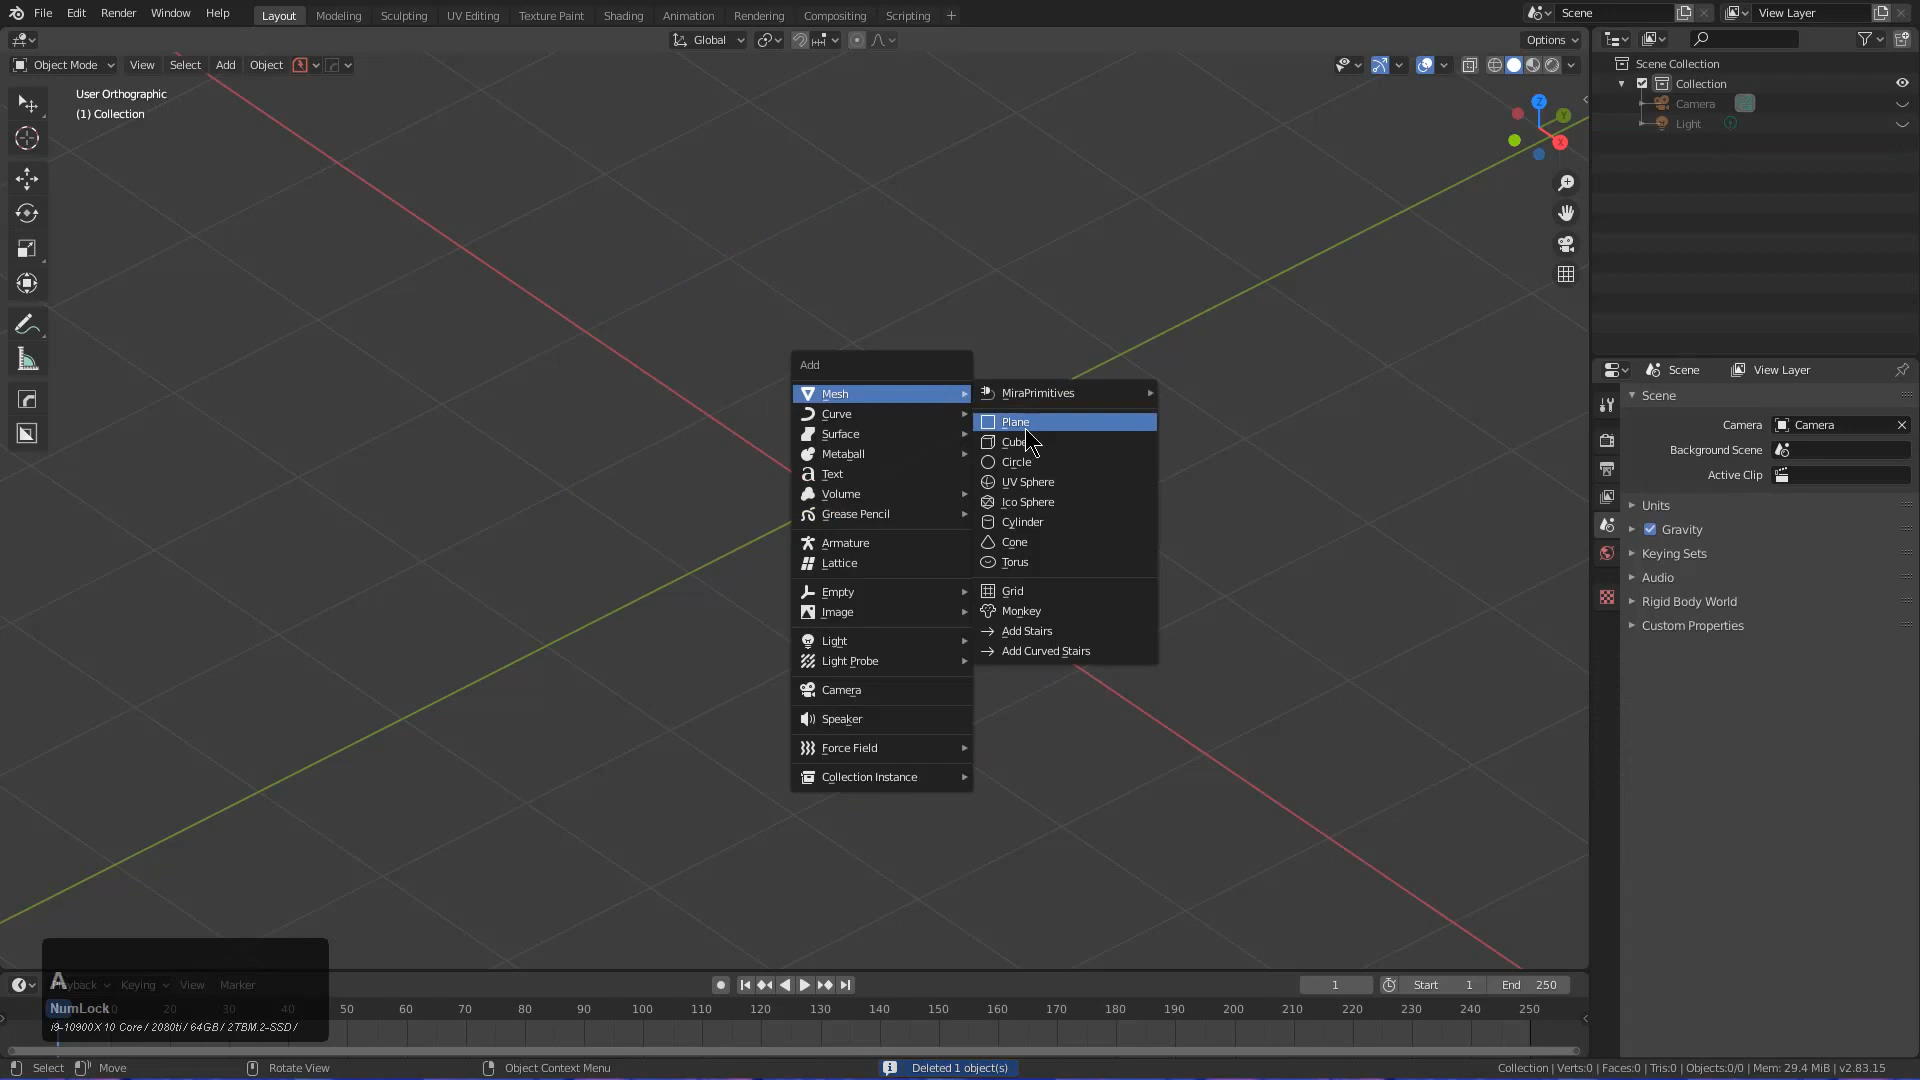 File Edit Render Window Help
Layout Modeling Sculpting UV Editing Texture Paint Shading Animation Rendering Compositing Scripting +
Scene
View Layer
Global
Options
Object Mode View Select Add Object
User Orthographic
(1) Collection
Z
Y
X
Scene Collection
Collection
Camera
Light
Scene
View Layer
Scene
Camera Camera
Background Scene
Active Clip
Units
Gravity
Keying Sets
Audio
Rigid Body World
Custom Properties
Add
Mesh
Curve
Surface
Metaball
Text
Volume
Grease Pencil
Armature
Lattice
Empty
Image
Light
Light Probe
Camera
Speaker
Force Field
Collection Instance
MiraPrimitives
Plane
Cube
Circle
UV Sphere
Ico Sphere
Cylinder
Cone
Torus
Grid
Monkey
Add Stairs
Add Curved Stairs
A
Playback Keying View Marker
1
Start 1
End 250
NumLock
10 20 30 40 50 60 70 80 90 100 110 120 130 140 150 160 170 180 190 200 210 220 230 240 250
i9-10900X 10 Core / 2080ti / 64GB / 2TBM.2-SSD /
Select Move Rotate View Object Context Menu
Deleted 1 object(s)
Collection | Verts:0 | Faces:0 | Tris:0 | Objects:0/0 | Mem: 29.4 MiB | v2.83.15